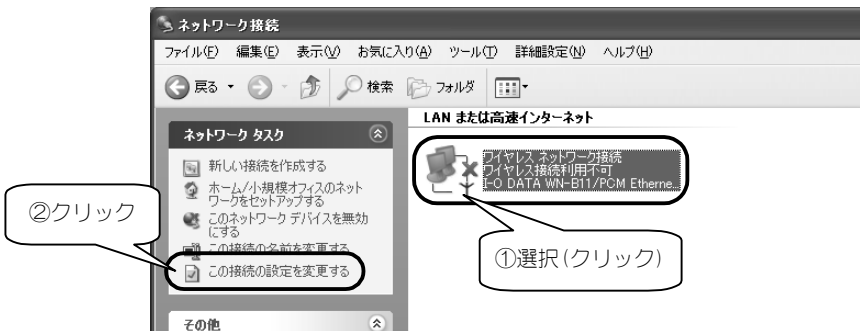 ネットワーク接続
ファイル(F) 編集(E) 表示(V) お気に入り(A) ツール(T) 詳細設定(N) ヘルプ(H)
戻る 検索 フォルダ
LAN または高速インターネット
ネットワーク タスク
新しい接続を作成する
ホーム/小規模オフィスのネット
ワークをセットアップする
このネットワーク デバイスを無効
にする
この接続の名前を変更する
この接続の設定を変更する
その他
ワイヤレス ネットワーク接続
ワイヤレス接続利用不可
I-O DATA WN-B11/PCM Etherne...
①選択(クリック)
②クリック